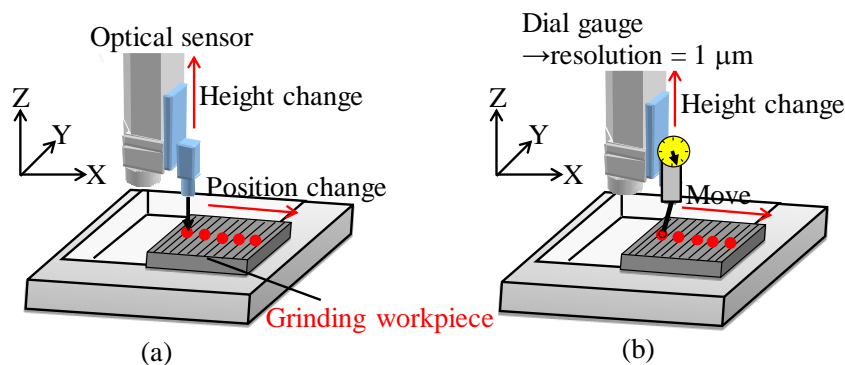 Optical sensor
Height change
Z
Y
X
Position change
Grinding workpiece
(a)
Dial gauge
→resolution = 1 μm
Height change
Z
Y
X
Move
(b)